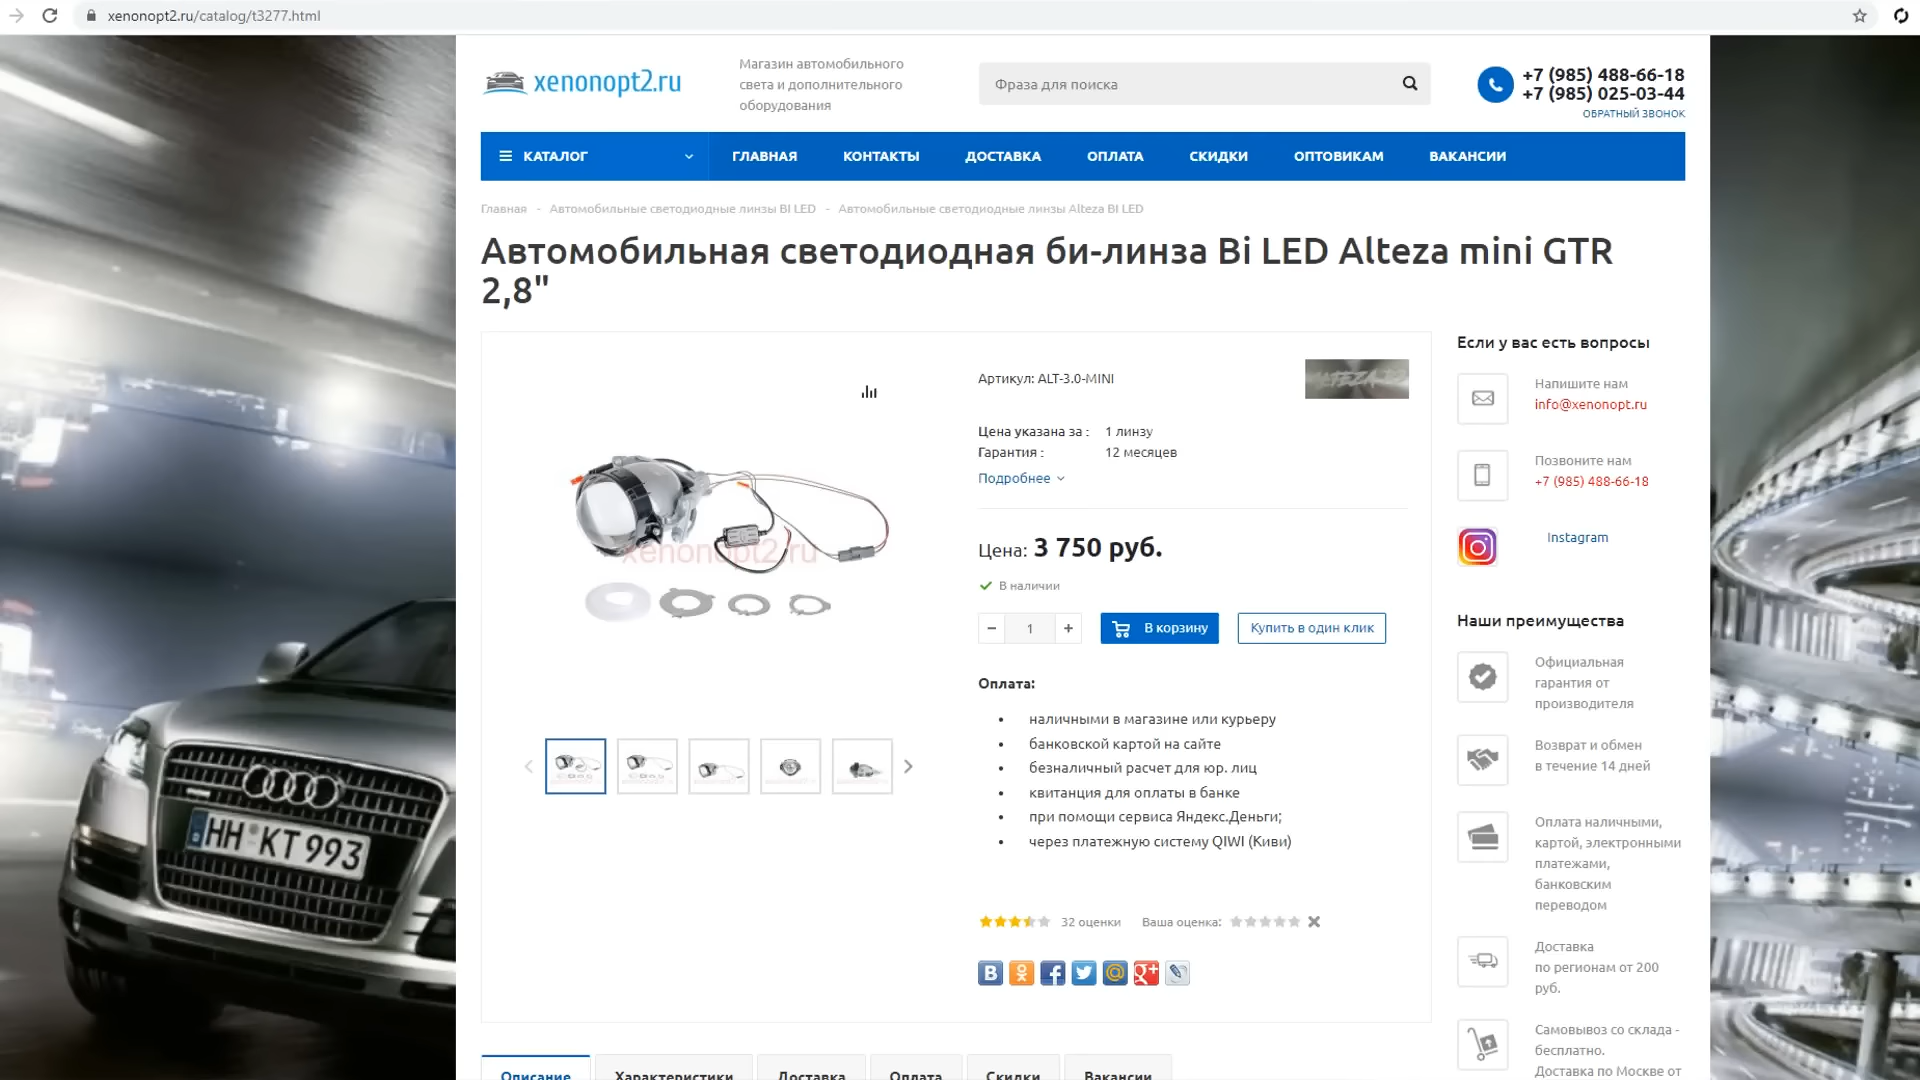 xenonopt2.ru/catalog/t3277.html
xenonopt2.ru
Магазин автомобильного
света и дополнительного
оборудования
Фраза для поиска
+7 (985) 488-66-18
+7 (985) 025-03-44
ОБРАТНЫЙ ЗВОНОК
КАТАЛОГ
ГЛАВНАЯ
КОНТАКТЫ
ДОСТАВКА
ОПЛАТА
СКИДКИ
ОПТОВИКАМ
ВАКАНСИИ
Главная - Автомобильные светодиодные линзы BI LED - Автомобильные светодиодные линзы Alteza BI LED
Автомобильная светодиодная би-линза Bi LED Alteza mini GTR
2,8"
xenonopt2.ru
Артикул: ALT-3.0-MINI
Цена указана за : 1 линзу
Гарантия : 12 месяцев
Подробнее
Цена: 3 750 руб.
В наличии
− 1 +
В корзину
Купить в один клик
Оплата:
• наличными в магазине или курьеру
• банковской картой на сайте
• безналичный расчет для юр. лиц
• квитанция для оплаты в банке
• при помощи сервиса Яндекс.Деньги;
• через платежную систему QIWI (Киви)
32 оценки
Ваша оценка:
Если у вас есть вопросы
Напишите нам
info@xenonopt.ru
Позвоните нам
+7 (985) 488-66-18
Instagram
Наши преимущества
Официальная
гарантия от
производителя
Возврат и обмен
в течение 14 дней
Оплата наличными,
картой, электронными
платежами,
банковским
переводом
Доставка
по регионам от 200
руб.
Самовывоз со склада -
бесплатно.
Доставка по Москве от
Описание
Характеристики
Доставка
Оплата
Скидки
Вакансии
HH KT 993